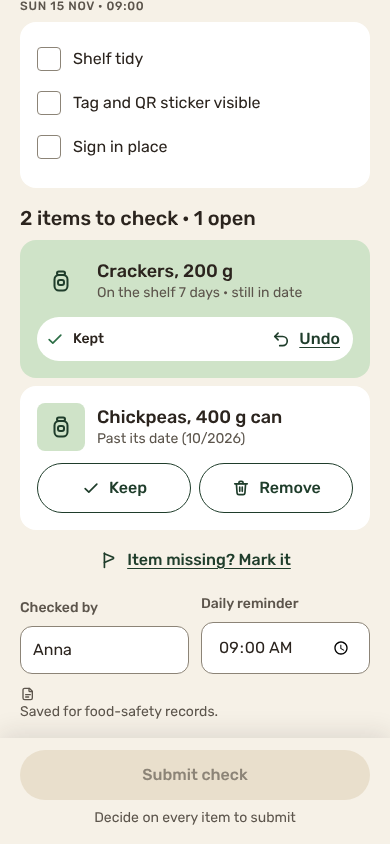 SUN 15 NOV • 09:00
Shelf tidy
Tag and QR sticker visible
Sign in place
2 items to check • 1 open
Crackers, 200 g
On the shelf 7 days • still in date
Kept
Undo
Chickpeas, 400 g can
Past its date (10/2026)
Keep
Remove
Item missing? Mark it
Checked by
Daily reminder
Anna
09:00 AM
Saved for food-safety records.
Submit check
Decide on every item to submit